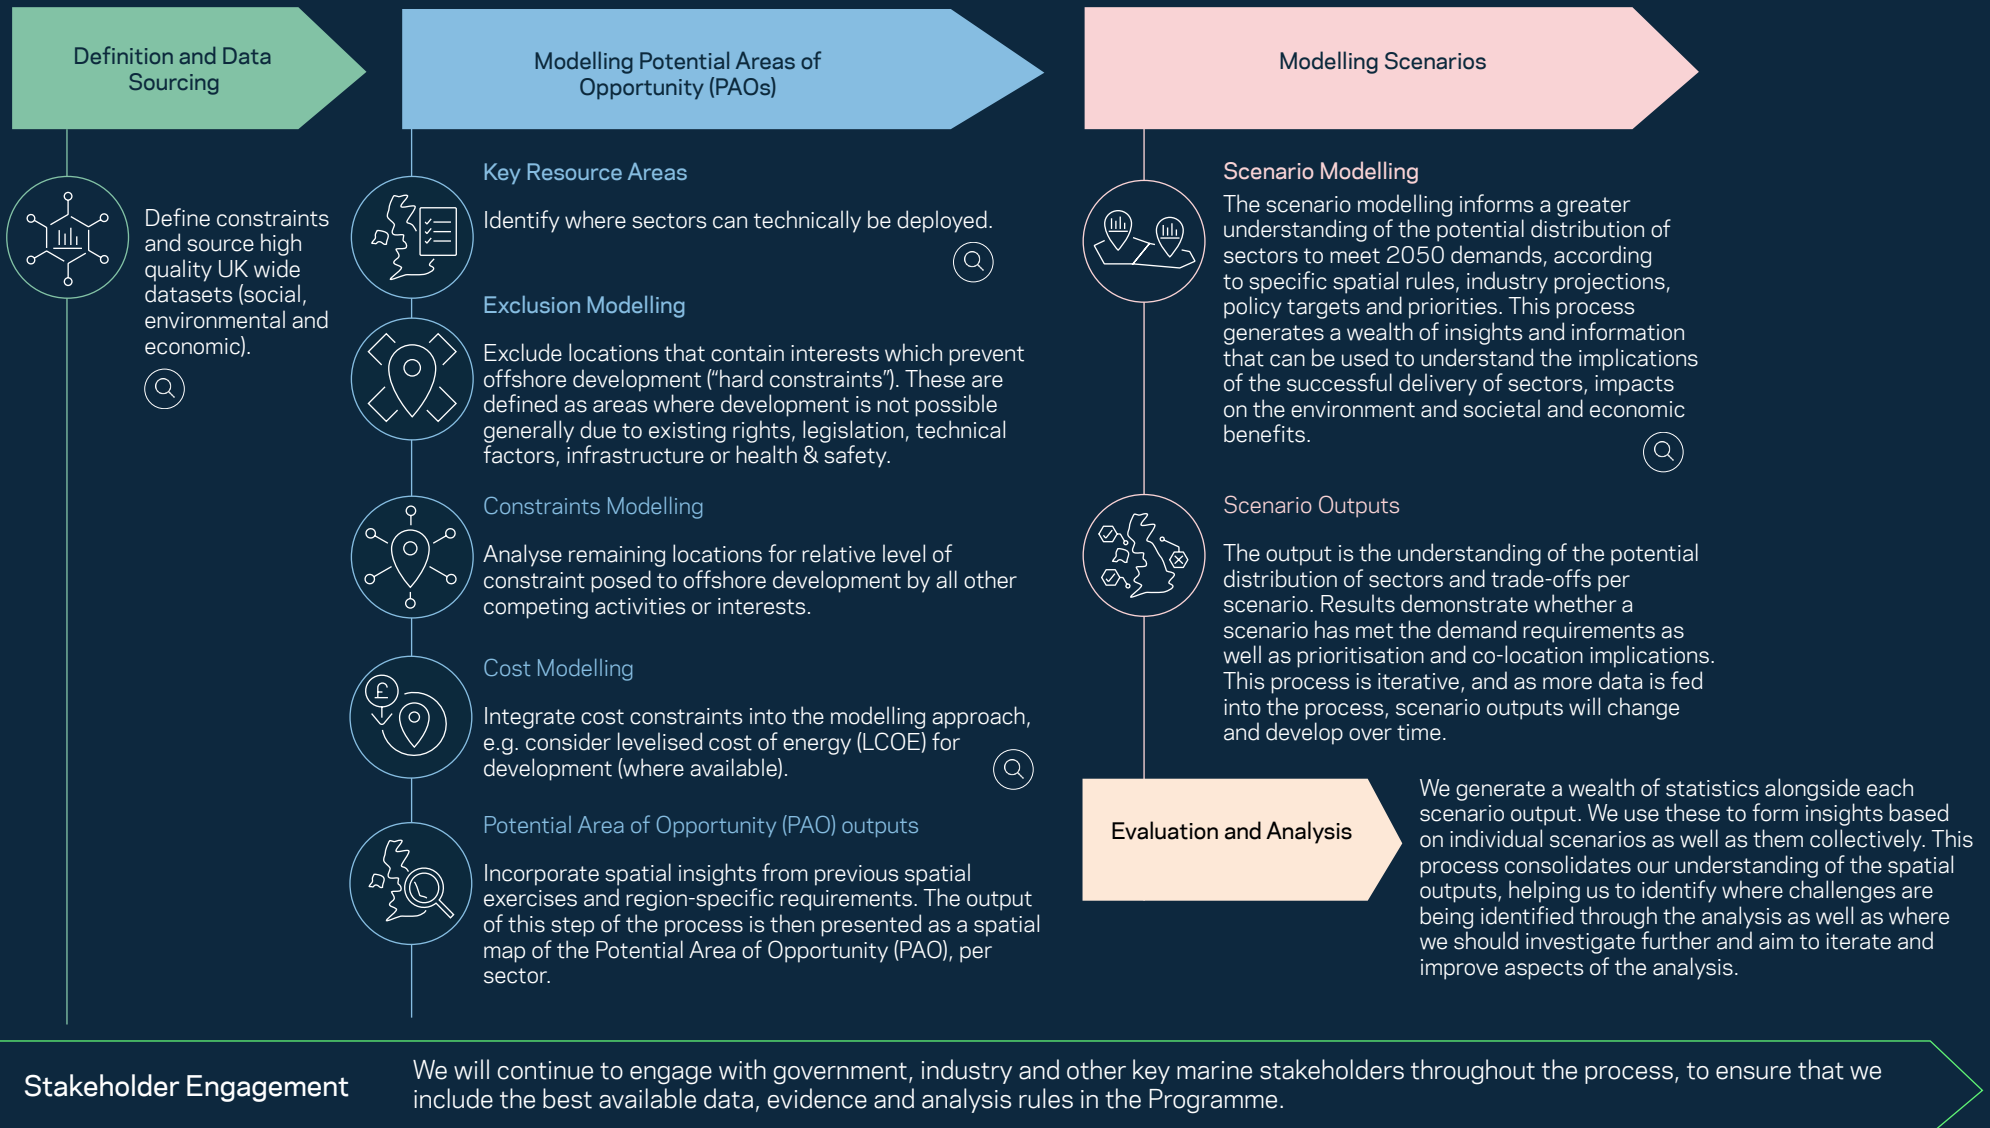 Definition and Data
Sourcing
Define constraints
and source high
quality UK wide
datasets (social,
environmental and
economic).
Modelling Potential Areas of
Opportunity (PAOs)
Key Resource Areas
Identify where sectors can technically be deployed.
Exclusion Modelling
Exclude locations that contain interests which prevent
offshore development (“hard constraints”). These are
defined as areas where development is not possible
generally due to existing rights, legislation, technical
factors, infrastructure or health & safety.
Constraints Modelling
Analyse remaining locations for relative level of
constraint posed to offshore development by all other
competing activities or interests.
Cost Modelling
£
Integrate cost constraints into the modelling approach,
e.g. consider levelised cost of energy (LCOE) for
development (where available).
Potential Area of Opportunity (PAO) outputs
Incorporate spatial insights from previous spatial
exercises and region-specific requirements. The output
of this step of the process is then presented as a spatial
map of the Potential Area of Opportunity (PAO), per
sector.
Modelling Scenarios
Scenario Modelling
The scenario modelling informs a greater
understanding of the potential distribution of
sectors to meet 2050 demands, according
to specific spatial rules, industry projections,
policy targets and priorities. This process
generates a wealth of insights and information
that can be used to understand the implications
of the successful delivery of sectors, impacts
on the environment and societal and economic
benefits.
Scenario Outputs
The output is the understanding of the potential
distribution of sectors and trade-offs per
scenario. Results demonstrate whether a
scenario has met the demand requirements as
well as prioritisation and co-location implications.
This process is iterative, and as more data is fed
into the process, scenario outputs will change
and develop over time.
Evaluation and Analysis
We generate a wealth of statistics alongside each
scenario output. We use these to form insights based
on individual scenarios as well as them collectively. This
process consolidates our understanding of the spatial
outputs, helping us to identify where challenges are
being identified through the analysis as well as where
we should investigate further and aim to iterate and
improve aspects of the analysis.
Stakeholder Engagement
We will continue to engage with government, industry and other key marine stakeholders throughout the process, to ensure that we
include the best available data, evidence and analysis rules in the Programme.